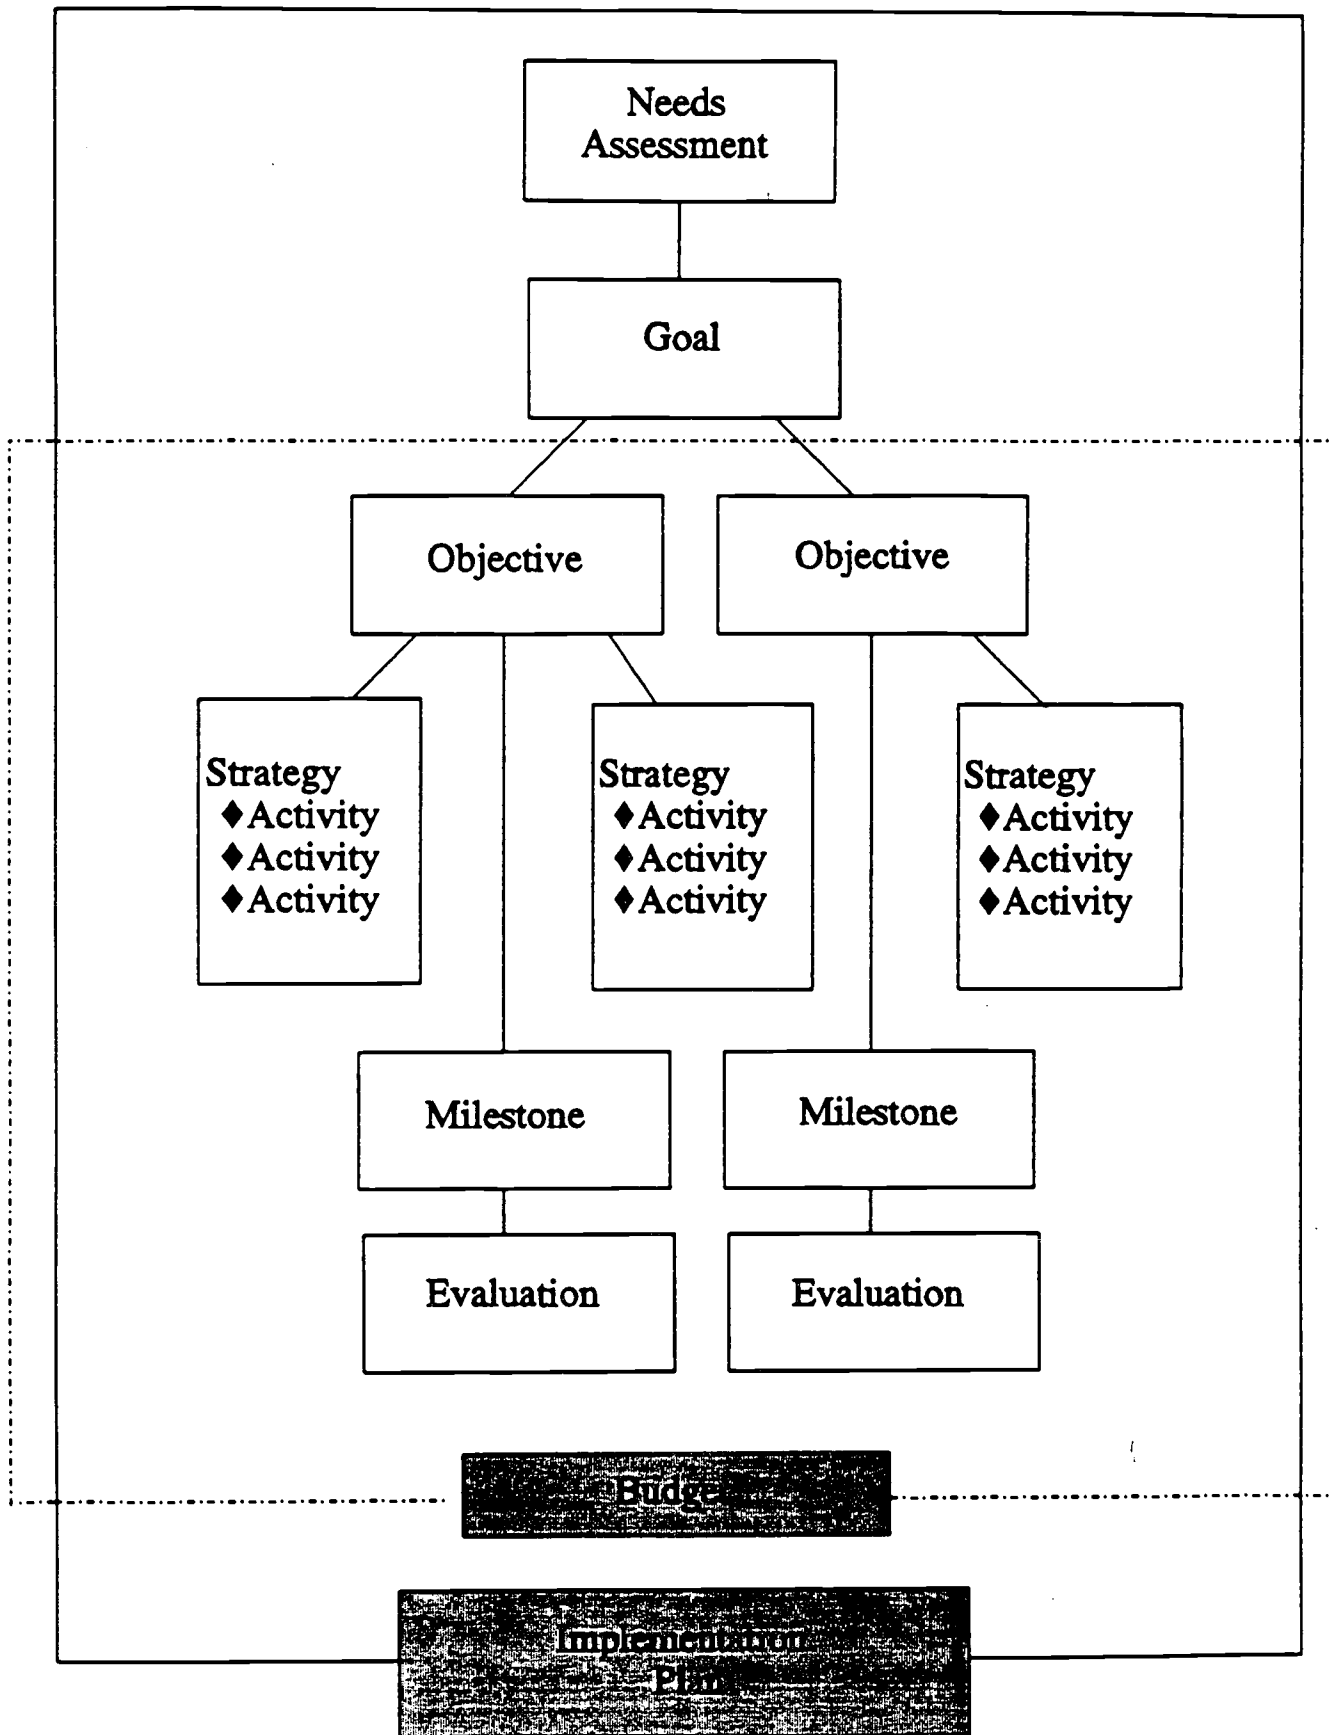 Needs
Assessment
Goal
Objective
Objective
Strategy
♦Activity
♦Activity
♦Activity
Strategy
♦Activity
♦Activity
♦Activity
Strategy
♦Activity
♦Activity
♦Activity
Milestone
Milestone
Evaluation
Evaluation
Budget
Implementation
Plan